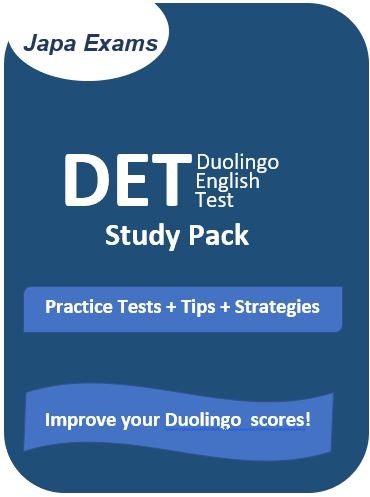 Japa Exams
DET
Duolingo
English
Test
Study Pack
Practice Tests + Tips + Strategies
Improve your Duolingo scores!